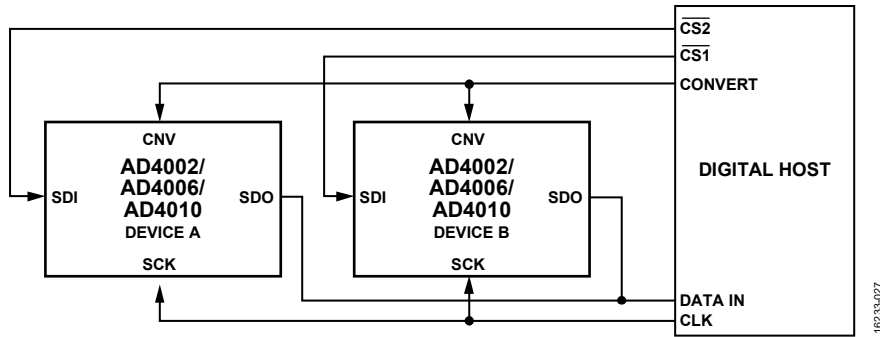 CS2
CS1
CONVERT
CNV
AD4002/
AD4006/
AD4010
DEVICE A
SDI
SDO
SCK
CNV
AD4002/
AD4006/
AD4010
DEVICE B
SDI
SDO
SCK
DIGITAL HOST
DATA IN
CLK
16233-027